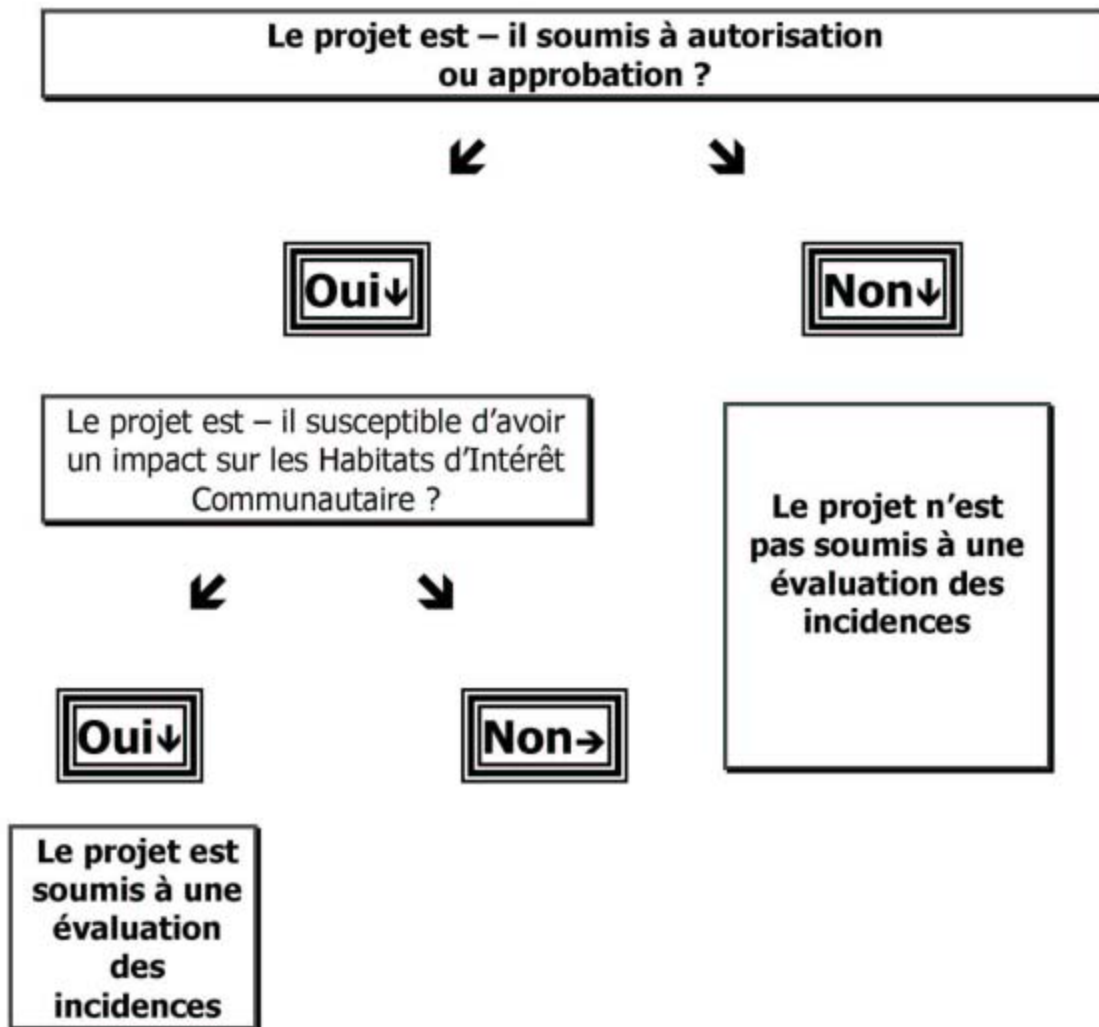 Le projet est – il soumis à autorisation
ou approbation ?
Oui↓
Non↓
Le projet est – il susceptible d'avoir
un impact sur les Habitats d'Intérêt
Communautaire ?
Le projet n'est
pas soumis à une
évaluation des
incidences
Oui↓
Non→
Le projet est
soumis à une
évaluation
des
incidences